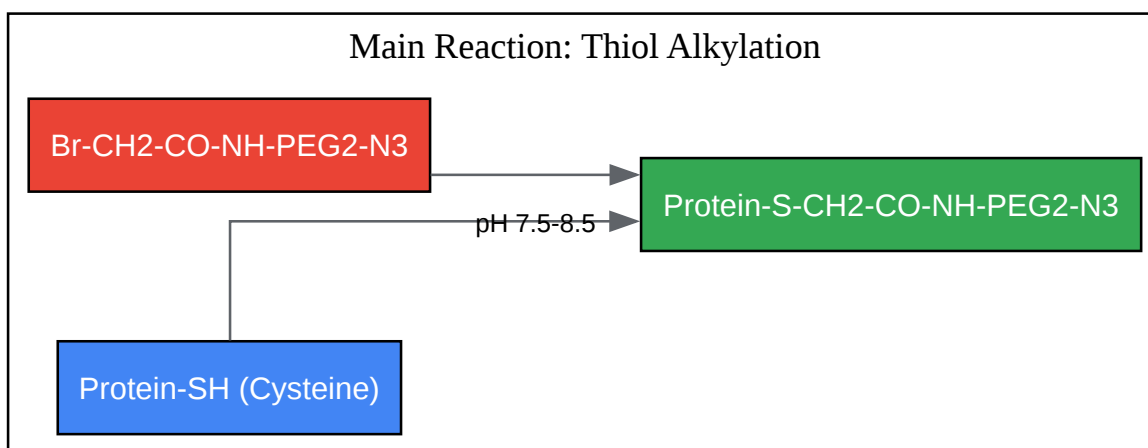 Main Reaction: Thiol Alkylation
Br-CH2-CO-NH-PEG2-N3
Protein-S-CH2-CO-NH-PEG2-N3
pH 7.5-8.5
Protein-SH (Cysteine)